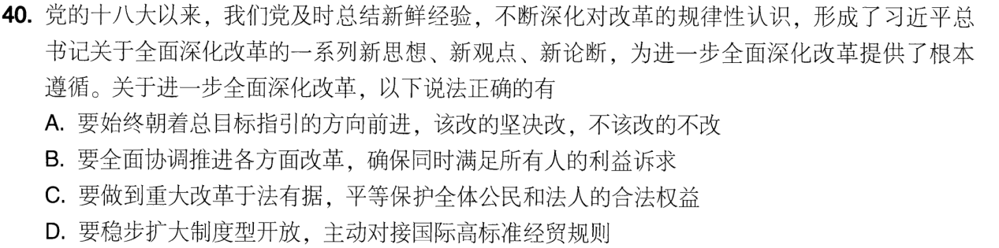 40. 党的十八大以来，我们党及时总结新鲜经验，不断深化对改革的规律性认识，形成了习近平总
书记关于全面深化改革的一系列新思想、新观点、新论断，为进一步全面深化改革提供了根本
遵循。关于进一步全面深化改革，以下说法正确的有
A. 要始终朝着总目标指引的方向前进，该改的坚决改，不该改的不改
B. 要全面协调推进各方面改革，确保同时满足所有人的利益诉求
C. 要做到重大改革于法有据，平等保护全体公民和法人的合法权益
D. 要稳步扩大制度型开放，主动对接国际高标准经贸规则